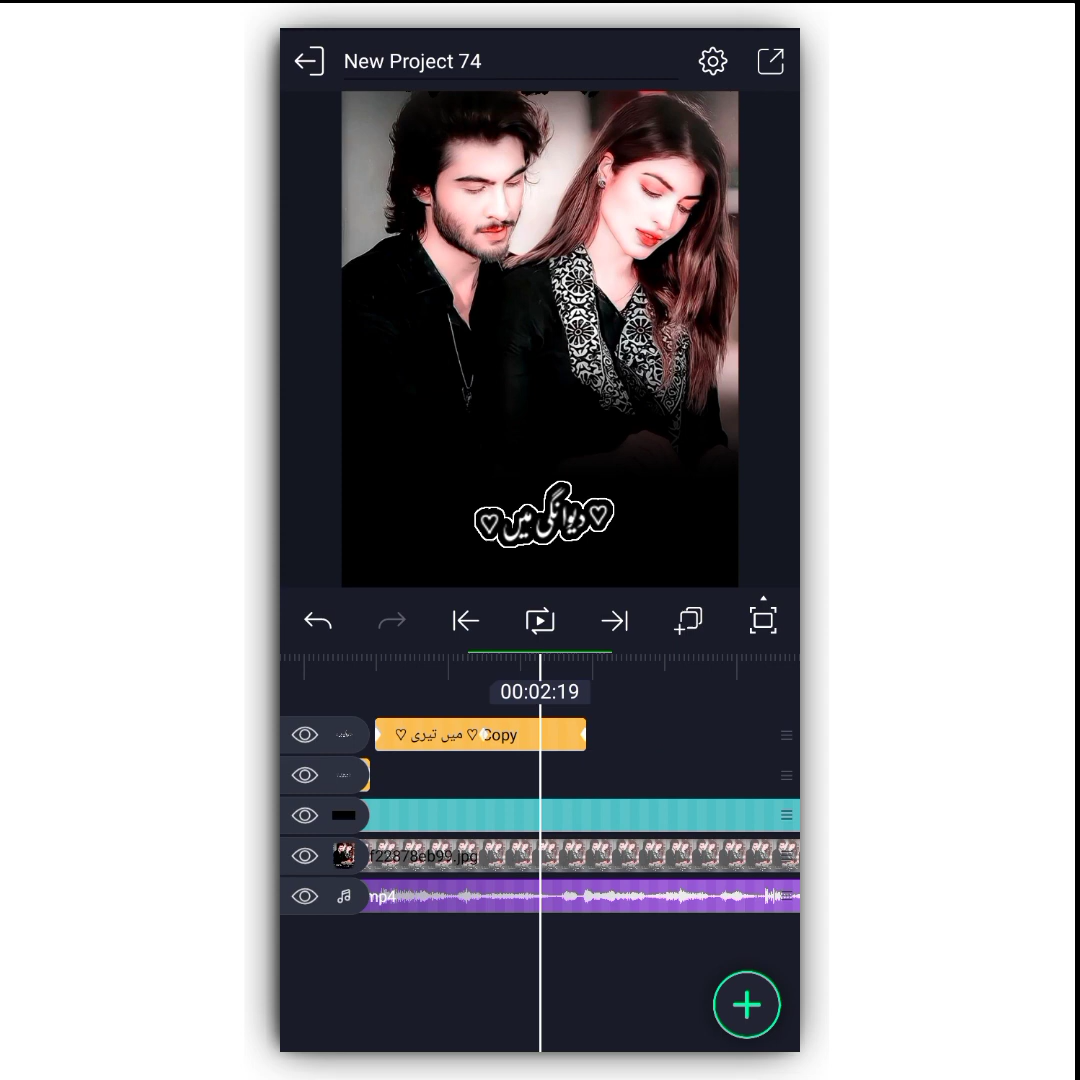 New Project 74
♡ دیوانگی میں ♡
00:02:19
♡ میں تیری ♡ Copy
f22878eb99.jpg
mp4